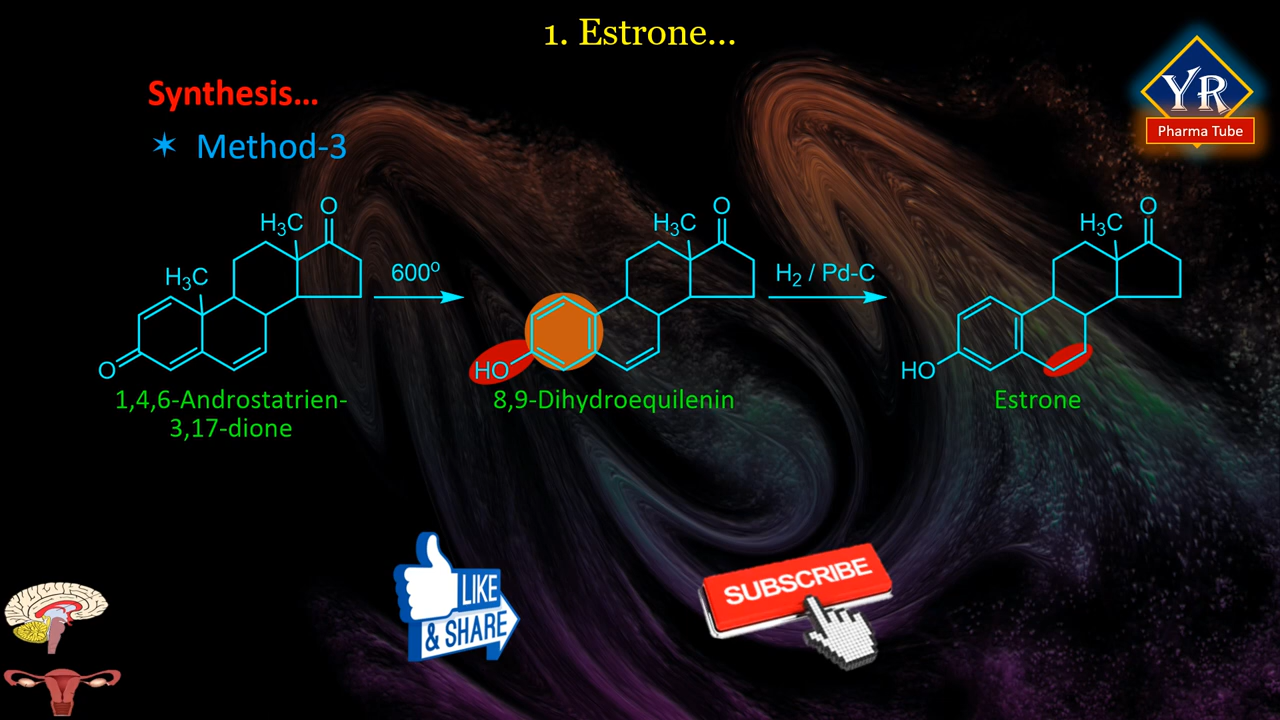 1. Estrone...
YR
Pharma Tube
Synthesis...
✶ Method-3
O
H₃C
H₃C
O
600⁰
O
H₃C
HO
H₂ / Pd-C
O
H₃C
HO
1,4,6-Androstatrien-
3,17-dione
8,9-Dihydroequilenin
Estrone
LIKE
& SHARE
SUBSCRIBE